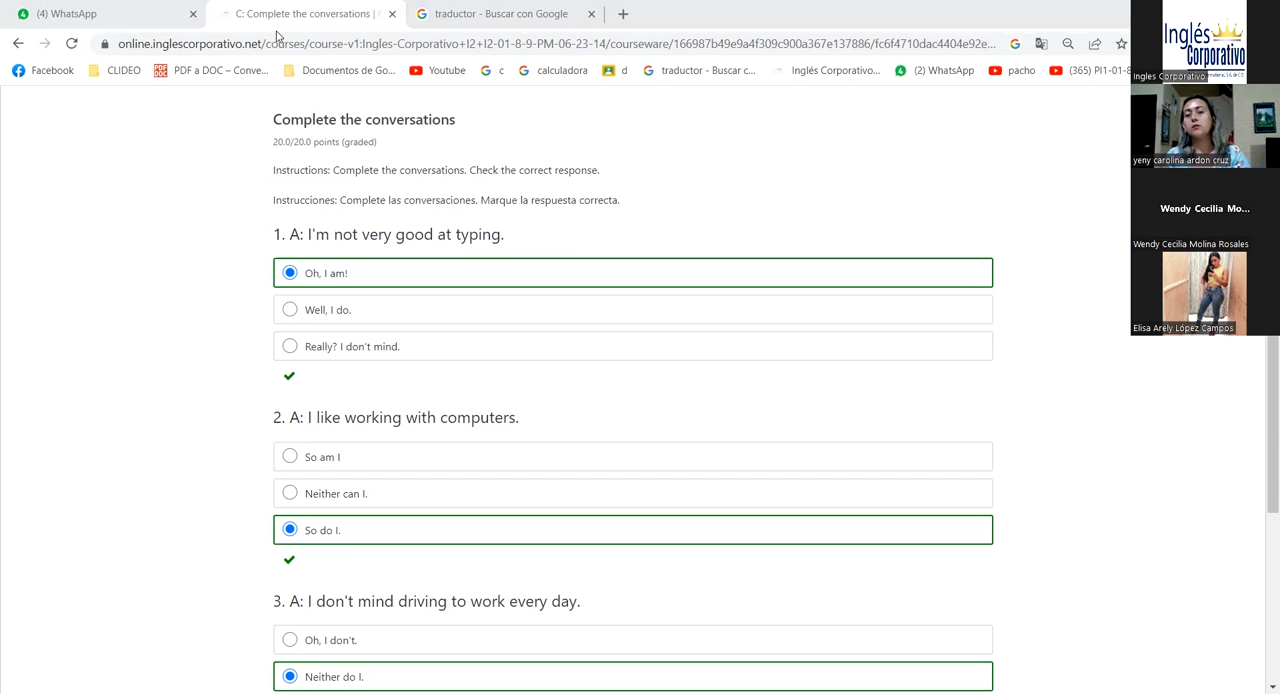 (4) WhatsApp
C: Complete the conversations |
traductor - Buscar con Google
online.inglescorporativo.net/courses/course-v1:Ingles-Corporativo+I2+I2-01-
PM-06-23-14/courseware/166987b49e9a4f309c
Facebook
CLIDEO
PDF a DOC – Conve...
Documentos de Go...
Youtube
c
calculadora
d
traductor - Buscar c...
Inglés Corporativo...
(2) WhatsApp
pacho
(365) PI1-01-8
Complete the conversations
20.0/20.0 points (graded)
Instructions: Complete the conversations. Check the correct response.
Instrucciones: Complete las conversaciones. Marque la respuesta correcta.
1. A: I'm not very good at typing.
Oh, I am!
Well, I do.
Really? I don't mind.
2. A: I like working with computers.
So am I
Neither can I.
So do I.
3. A: I don't mind driving to work every day.
Oh, I don't.
Neither do I.
Inglés
Corporativo
Ingles Corporativo
yeny carolina ardon cruz
Wendy Cecilia Mo...
Wendy Cecilia Molina Rosales
Elisa Arely López Campos